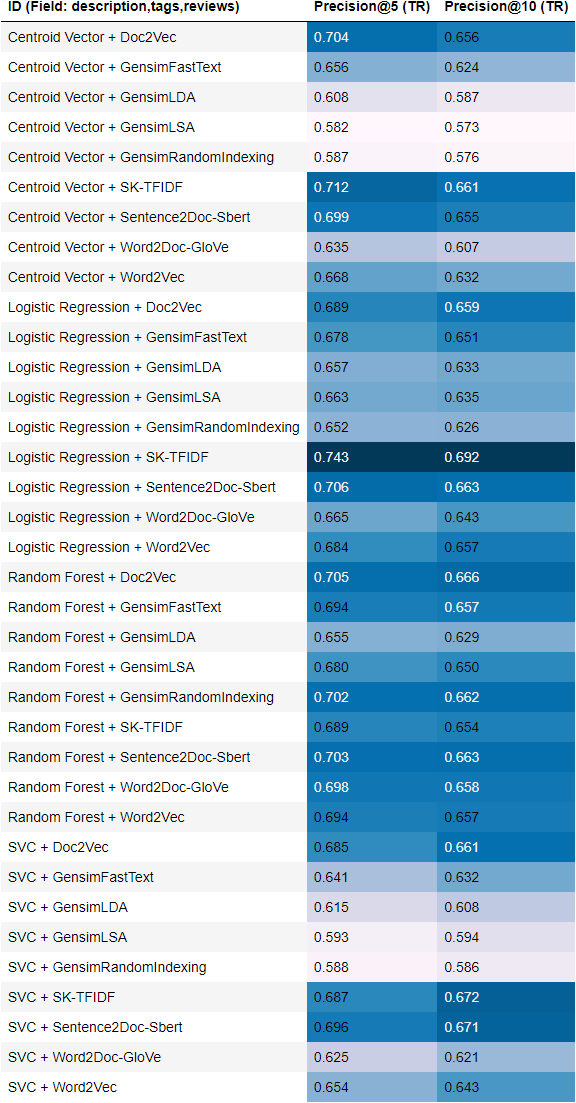 ID (Field: description,tags,reviews) Precision@5 (TR) Precision@10 (TR)
Centroid Vector + Doc2Vec 0.704 0.656
Centroid Vector + GensimFastText 0.656 0.624
Centroid Vector + GensimLDA 0.608 0.587
Centroid Vector + GensimLSA 0.582 0.573
Centroid Vector + GensimRandomIndexing 0.587 0.576
Centroid Vector + SK-TFIDF 0.712 0.661
Centroid Vector + Sentence2Doc-Sbert 0.699 0.655
Centroid Vector + Word2Doc-GloVe 0.635 0.607
Centroid Vector + Word2Vec 0.668 0.632
Logistic Regression + Doc2Vec 0.689 0.659
Logistic Regression + GensimFastText 0.678 0.651
Logistic Regression + GensimLDA 0.657 0.633
Logistic Regression + GensimLSA 0.663 0.635
Logistic Regression + GensimRandomIndexing 0.652 0.626
Logistic Regression + SK-TFIDF 0.743 0.692
Logistic Regression + Sentence2Doc-Sbert 0.706 0.663
Logistic Regression + Word2Doc-GloVe 0.665 0.643
Logistic Regression + Word2Vec 0.684 0.657
Random Forest + Doc2Vec 0.705 0.666
Random Forest + GensimFastText 0.694 0.657
Random Forest + GensimLDA 0.655 0.629
Random Forest + GensimLSA 0.680 0.650
Random Forest + GensimRandomIndexing 0.702 0.662
Random Forest + SK-TFIDF 0.689 0.654
Random Forest + Sentence2Doc-Sbert 0.703 0.663
Random Forest + Word2Doc-GloVe 0.698 0.658
Random Forest + Word2Vec 0.694 0.657
SVC + Doc2Vec 0.685 0.661
SVC + GensimFastText 0.641 0.632
SVC + GensimLDA 0.615 0.608
SVC + GensimLSA 0.593 0.594
SVC + GensimRandomIndexing 0.588 0.586
SVC + SK-TFIDF 0.687 0.672
SVC + Sentence2Doc-Sbert 0.696 0.671
SVC + Word2Doc-GloVe 0.625 0.621
SVC + Word2Vec 0.654 0.643